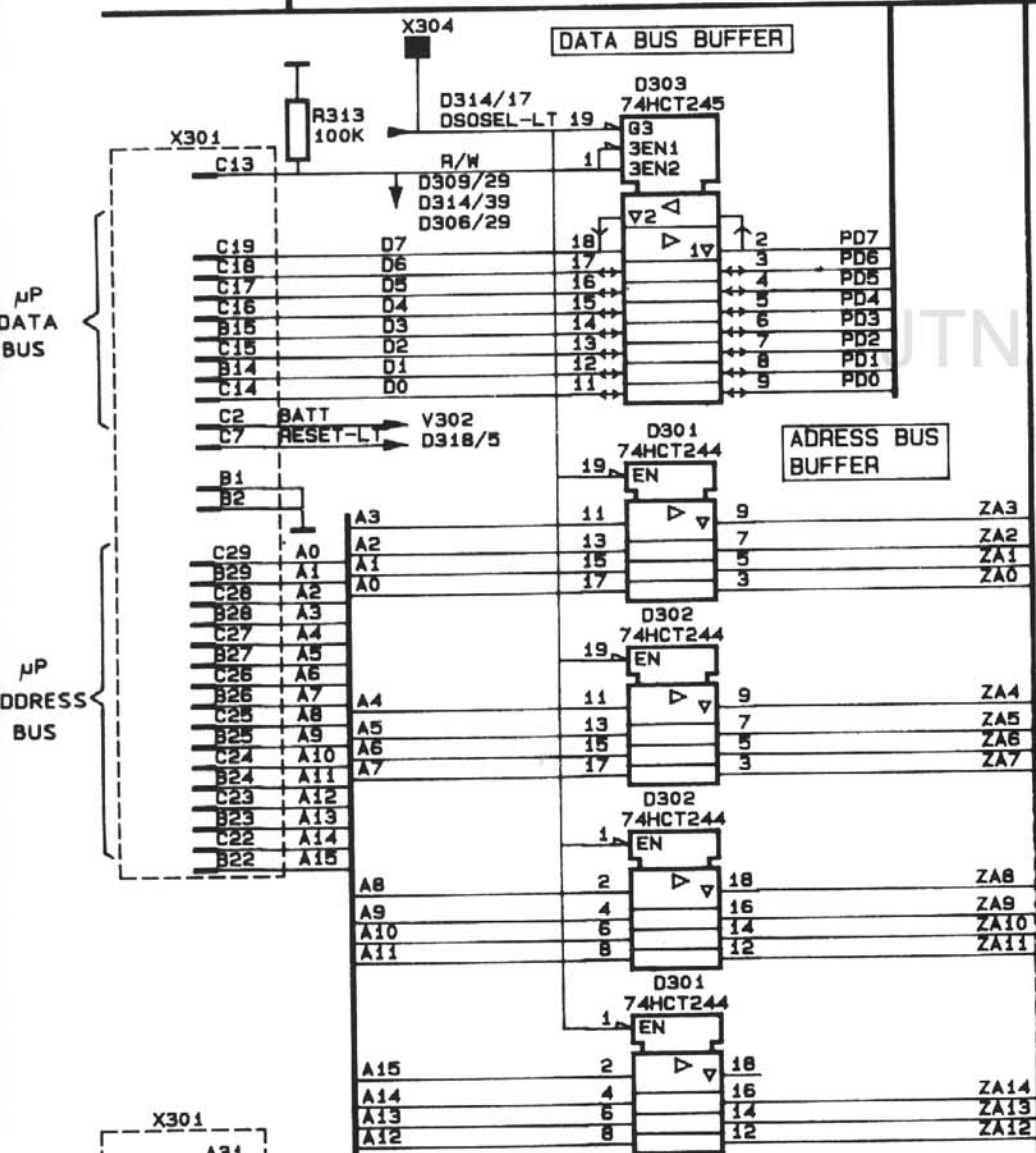 X304
DATA BUS BUFFER
D303
74HCT245
R313
100K
D314/17
DSOSEL-LT 19
G3
X301
3EN1
C13 R/W 1 3EN2
D309/29
D314/39
D306/29
2
1
C19 D7 18 2 PD7
C18 D6 17 3 PD6
C17 D5 16 4 PD5
C16 D4 15 5 PD4
B15 D3 14 6 PD3
C15 D2 13 7 PD2
B14 D1 12 8 PD1
C14 D0 11 9 PD0
µP
DATA
BUS
JTN
C2 BATT V302
C7 RESET-LT D318/5
D301
74HCT244
ADRESS BUS
BUFFER
19 EN
B1
B2
A3 11 9 ZA3
A2 13 7 ZA2
A1 15 5 ZA1
A0 17 3 ZA0
C29 A0
B29 A1
C28 A2
B28 A3
C27 A4
B27 A5
C26 A6
B26 A7
C25 A8
B25 A9
C24 A10
B24 A11
C23 A12
B23 A13
C22 A14
B22 A15
µP
DDRESS
BUS
D302
74HCT244
19 EN
A4 11 9 ZA4
A5 13 7 ZA5
A6 15 5 ZA6
A7 17 3 ZA7
D302
74HCT244
1 EN
A8 2 18 ZA8
A9 4 16 ZA9
A10 6 14 ZA10
A11 8 12 ZA11
D301
74HCT244
1 EN
A15 2 18
A14 4 16 ZA14
A13 6 14 ZA13
A12 8 12 ZA12
X301
A31